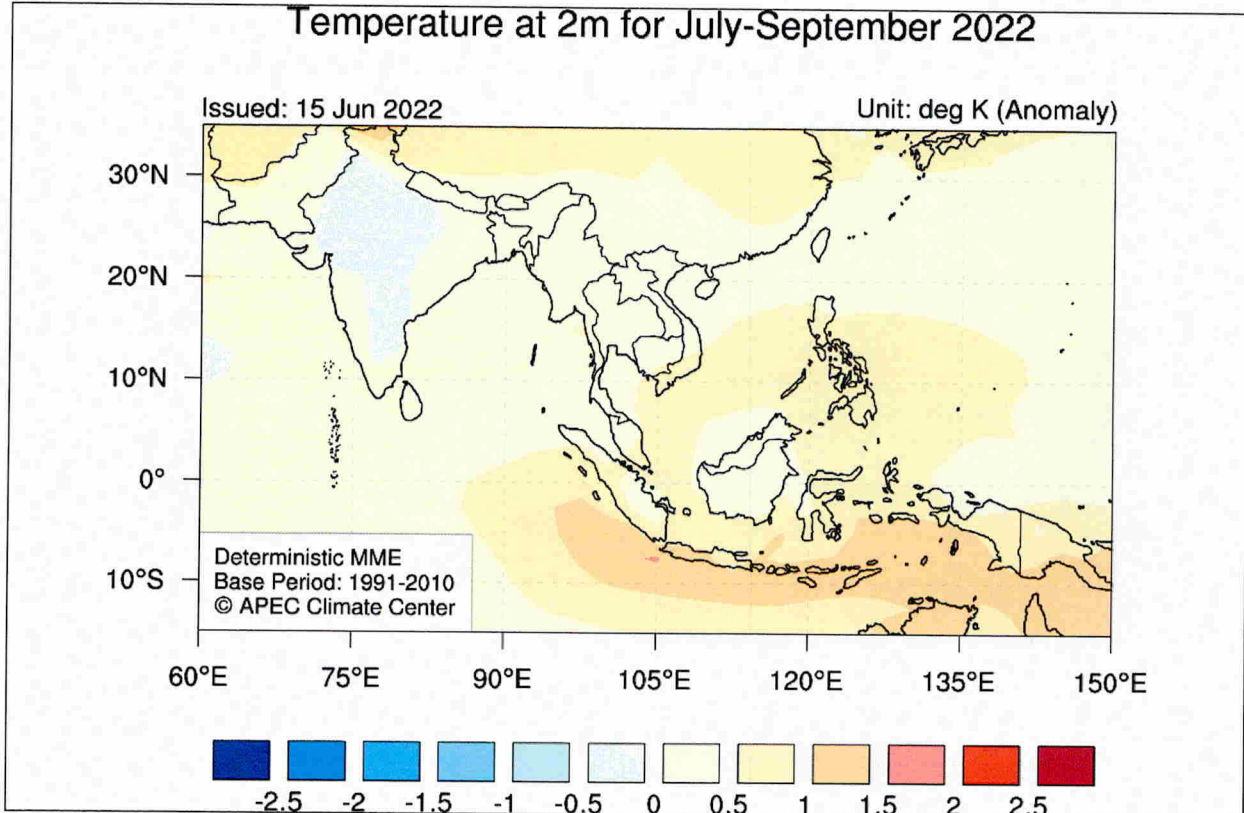 Temperature at 2m for July-September 2022
Issued: 15 Jun 2022
Unit: deg K (Anomaly)
30°N
20°N
10°N
0°
10°S
Deterministic MME
Base Period: 1991-2010
© APEC Climate Center
60°E 75°E 90°E 105°E 120°E 135°E 150°E
-2.5 -2 -1.5 -1 -0.5 0 0.5 1 1.5 2 2.5